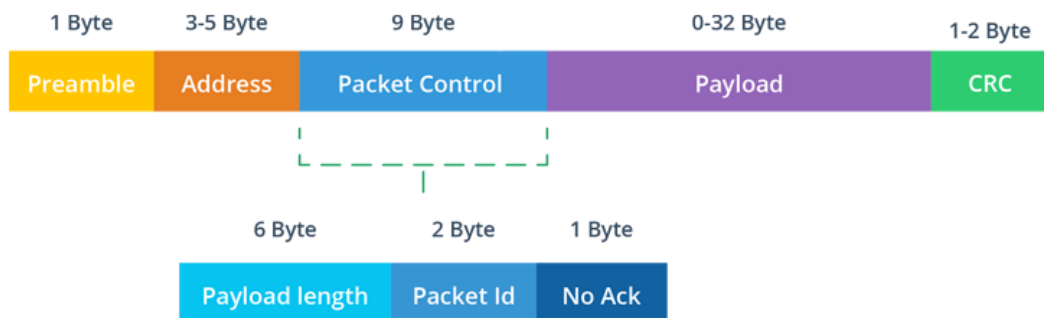 1 Byte 3-5 Byte 9 Byte 0-32 Byte 1-2 Byte
Preamble Address Packet Control Payload CRC
6 Byte 2 Byte 1 Byte
Payload length Packet Id No Ack